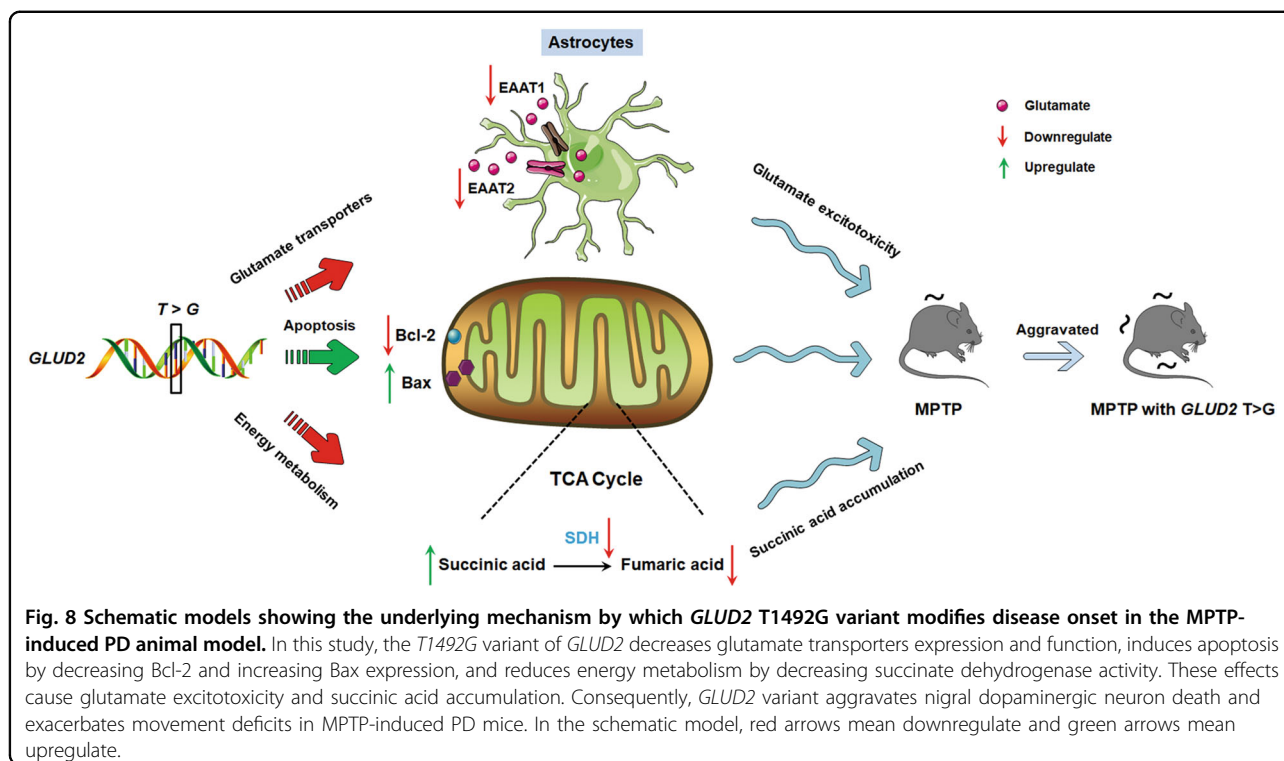 Astrocytes
EAAT1
EAAT2
Glutamate
Downregulate
Upregulate
Glutamate transporters
Glutamate excitotoxicity
T > G
GLUD2
Apoptosis
Bcl-2
Bax
~
~
~
~
Aggravated
MPTP
MPTP with GLUD2 T>G
Energy metabolism
TCA Cycle
Succinic acid accumulation
SDH
Succinic acid
Fumaric acid
Fig. 8 Schematic models showing the underlying mechanism by which GLUD2 T1492G variant modifies disease onset in the MPTP-
induced PD animal model. In this study, the T1492G variant of GLUD2 decreases glutamate transporters expression and function, induces apoptosis
by decreasing Bcl-2 and increasing Bax expression, and reduces energy metabolism by decreasing succinate dehydrogenase activity. These effects
cause glutamate excitotoxicity and succinic acid accumulation. Consequently, GLUD2 variant aggravates nigral dopaminergic neuron death and
exacerbates movement deficits in MPTP-induced PD mice. In the schematic model, red arrows mean downregulate and green arrows mean
upregulate.